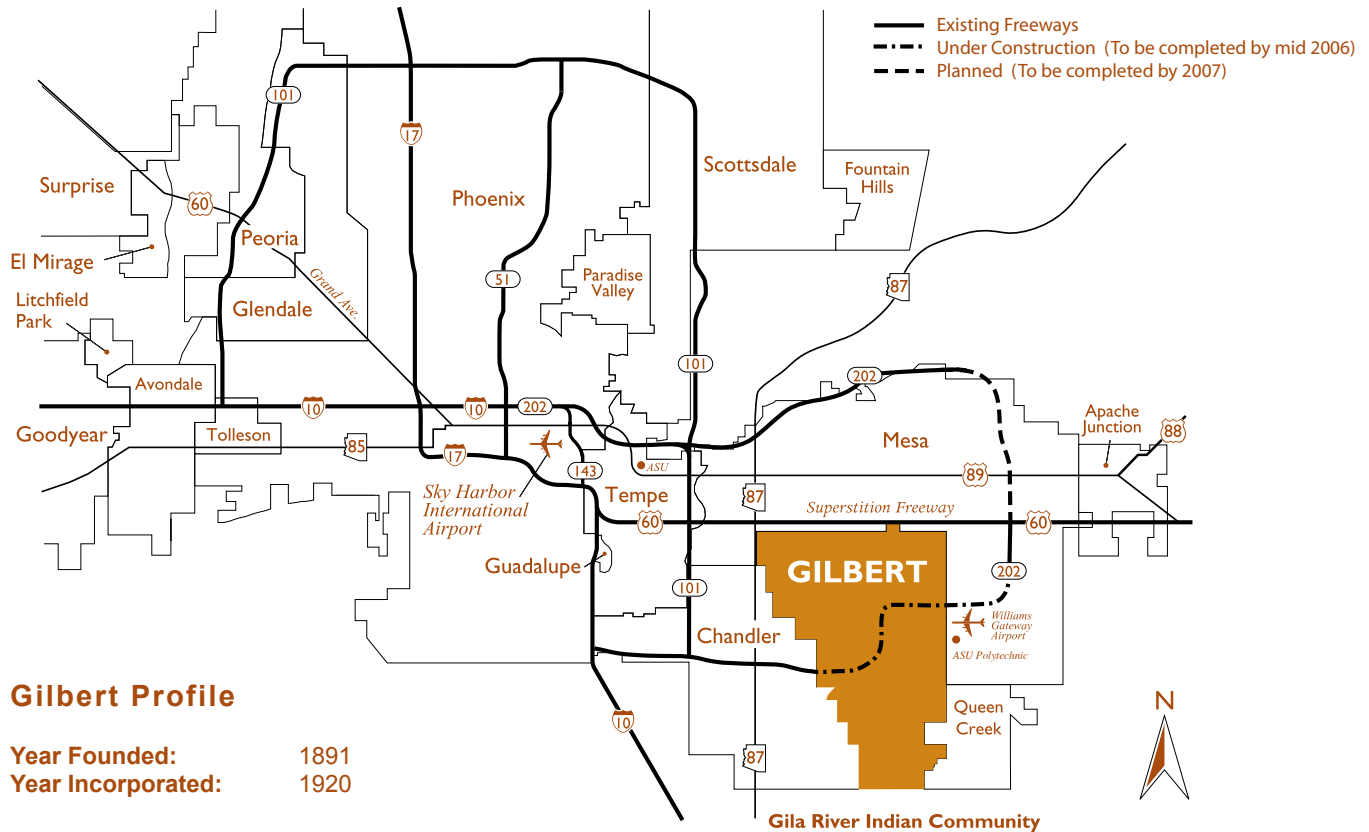 Existing Freeways
Under Construction (To be completed by mid 2006)
Planned (To be completed by 2007)
101
17
Scottsdale
Fountain
Hills
Surprise
60
Phoenix
Peoria
El Mirage
51
Paradise
Valley
87
Litchfield
Park
Glendale
Grand Ave.
101
202
Avondale
10
10
202
Apache
Junction
88
Goodyear
Tolleson
85
17
Mesa
143
ASU
89
Sky Harbor
International
Airport
Tempe
87
Superstition Freeway
60
60
Guadalupe
GILBERT
202
101
Chandler
Williams
Gateway
Airport
ASU Polytechnic
Gilbert Profile
Queen
Creek
N
10
87
Year Founded: 1891
Year Incorporated: 1920
Gila River Indian Community